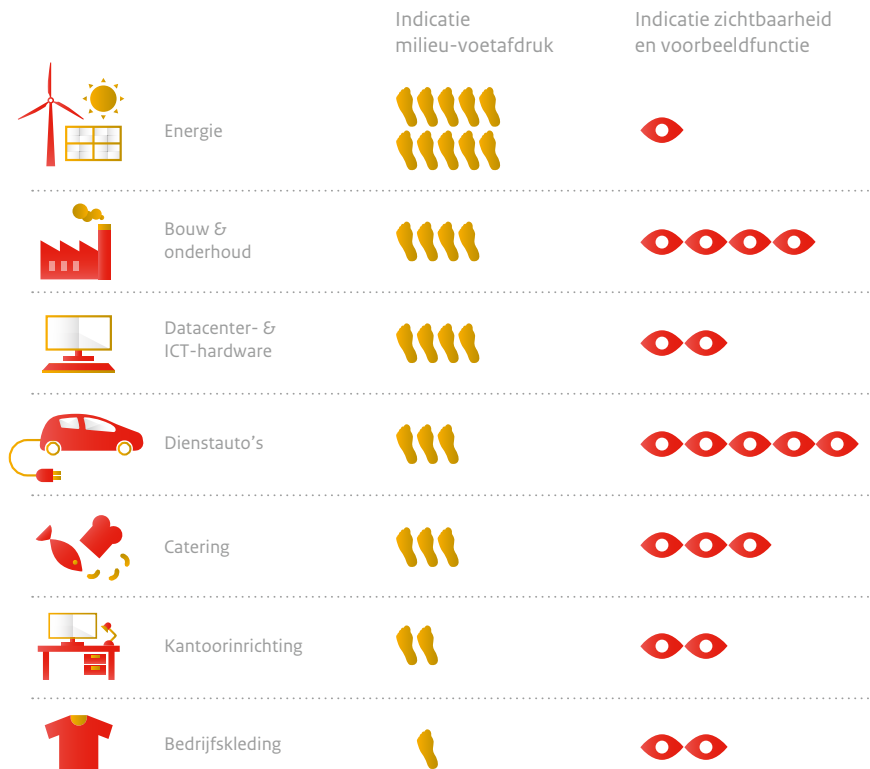 Indicatie
milieu-voetafdruk
Indicatie zichtbaarheid
en voorbeeldfunctie
Energie
Bouw &
onderhoud
Datacenter- &
ICT-hardware
Dienstauto's
Catering
Kantoorinrichting
Bedrijfskleding